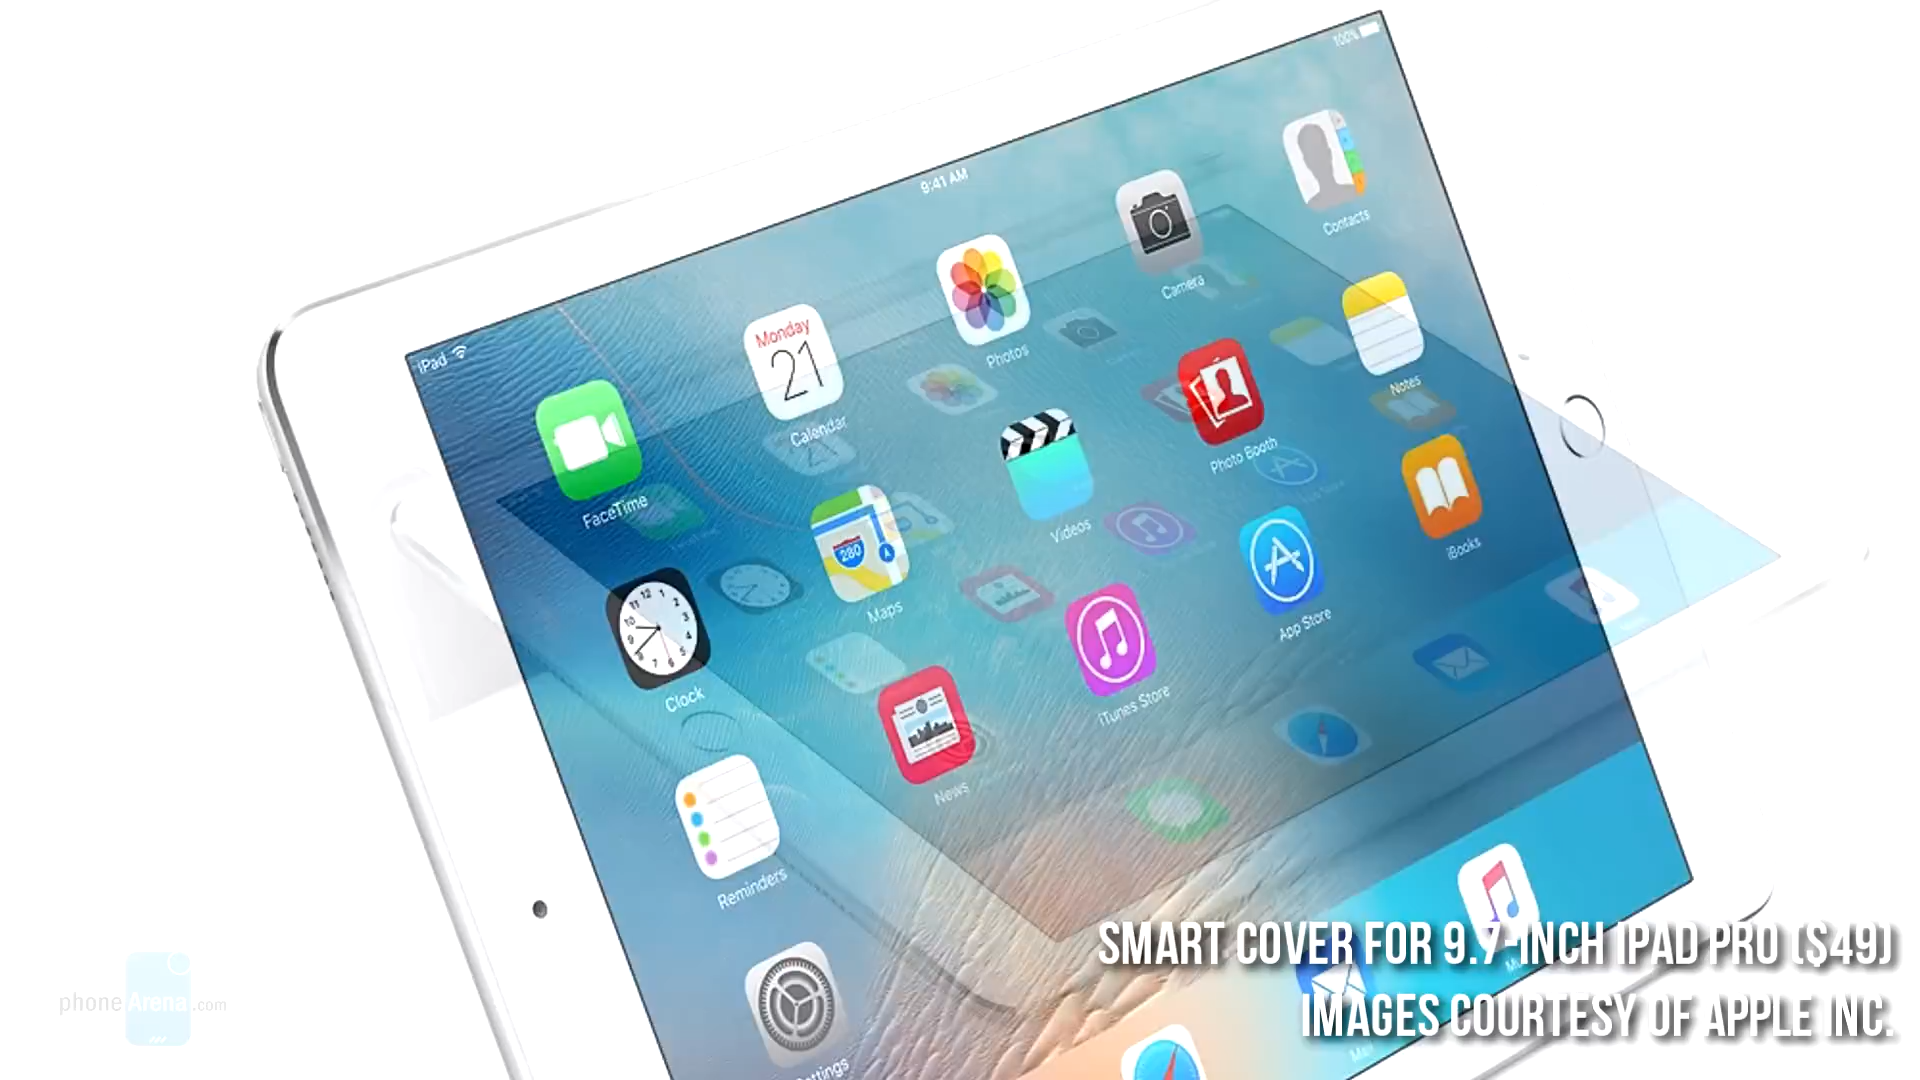 100%
9:41 AM
iPad
Contacts
Camera
Photos
Monday
21
Calendar
Notes
Photo Booth
Videos
FaceTime
280
Maps
iBooks
App Store
iTunes Store
Clock
News
Reminders
SMART COVER FOR 9.7-INCH IPAD PRO ($49)
IMAGES COURTESY OF APPLE INC.
phoneArena.com
ettings